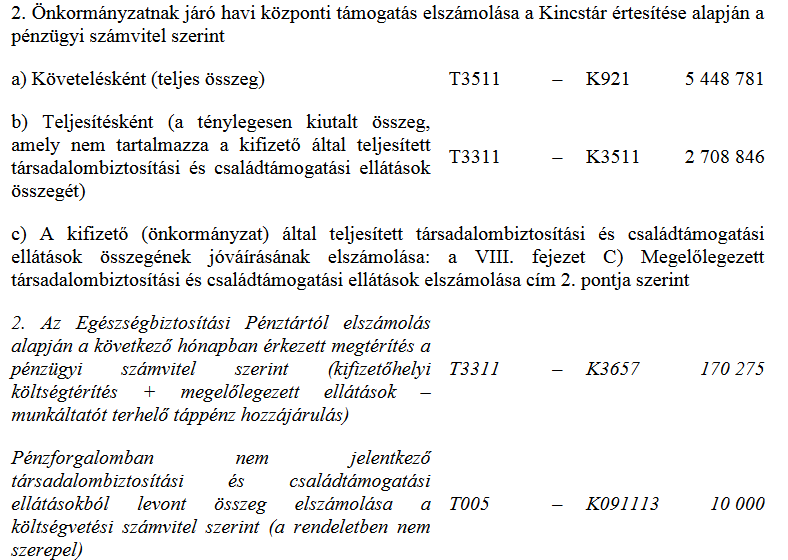 2. Önkormányzatnak járó havi központi támogatás elszámolása a Kincstár értesítése alapján a
pénzügyi számvitel szerint
a) Követelésként (teljes összeg) T3511 – K921 5 448 781
b) Teljesítésként (a ténylegesen kiutalt összeg,
amely nem tartalmazza a kifizető által teljesített
társadalombiztosítási és családtámogatási ellátások
összegét) T3311 – K3511 2 708 846
c) A kifizető (önkormányzat) által teljesített társadalombiztosítási és családtámogatási
ellátások összegének jóváírásának elszámolása: a VIII. fejezet C) Megelőlegezett
társadalombiztosítási és családtámogatási ellátások elszámolása cím 2. pontja szerint
2. Az Egészségbiztosítási Pénztártól elszámolás
alapján a következő hónapban érkezett megtérítés a
pénzügyi számvitel szerint (kifizetőhelyi T3311 – K3657 170 275
költségtérítés + megelőlegezett ellátások –
munkáltatót terhelő táppénz hozzájárulás)
Pénzforgalomban nem jelentkező
társadalombiztosítási és családtámogatási
ellátásokból levont összeg elszámolása a T005 – K091113 10 000
költségvetési számvitel szerint (a rendeletben nem
szerepel)